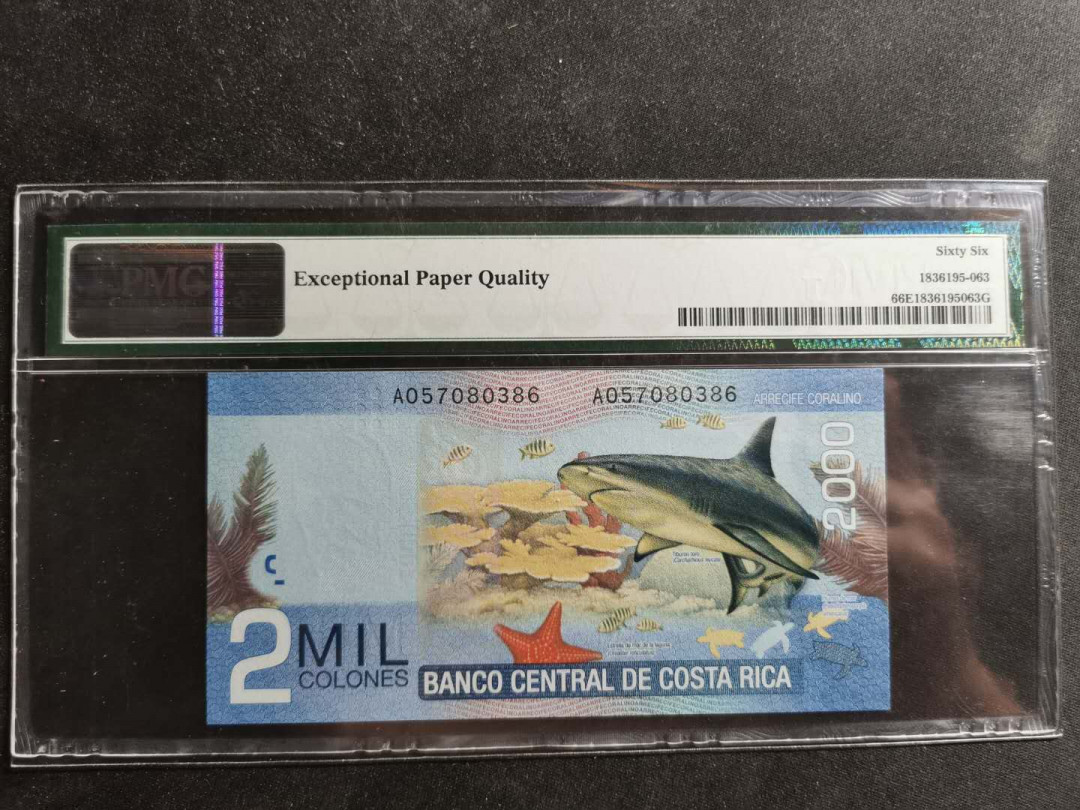 PMG
Exceptional Paper Quality
Sixty Six
1836195-063
66E1836195063G
A057080386 A057080386
ARRECIFE CORALINO
2000
2 MIL
COLONES
BANCO CENTRAL DE COSTA RICA